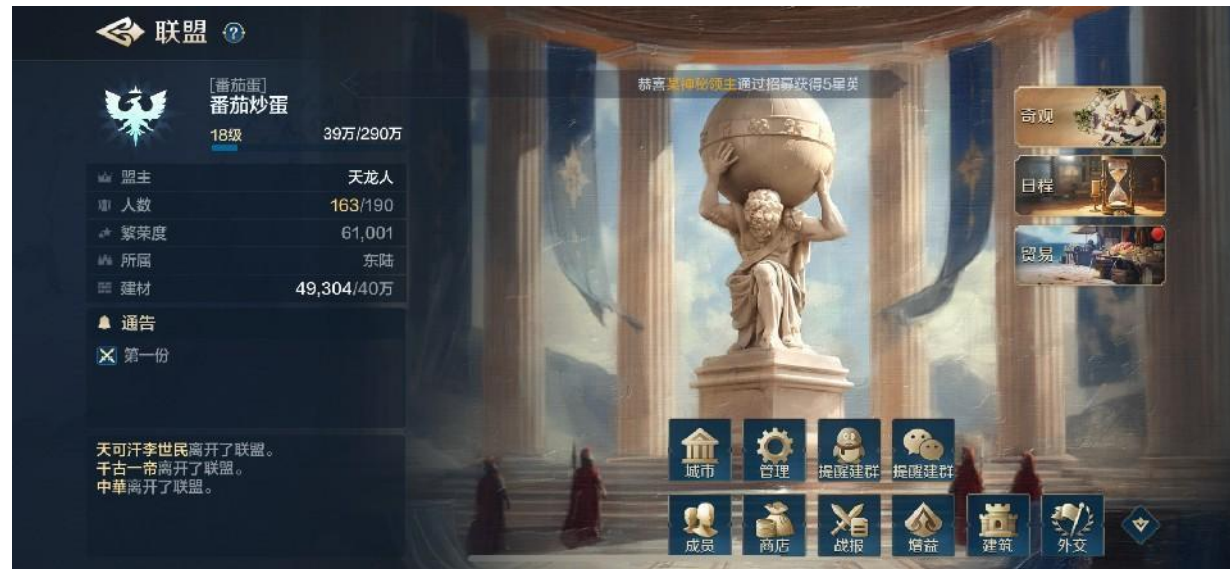 联盟 ?
[番茄蛋]
番茄炒蛋
18级 39万/290万
盟主 天龙人
人数 163/190
繁荣度 61,001
所属 东陆
建材 49,304/40万
通告
第一份
天可汗李世民离开了联盟。
千古一帝离开了联盟。
中華离开了联盟。
恭喜某神秘领主通过招募获得5星英
奇观
日程
贸易
城市 管理 提醒建群 提醒建群
成员 商店 战报 增益 建筑 外交